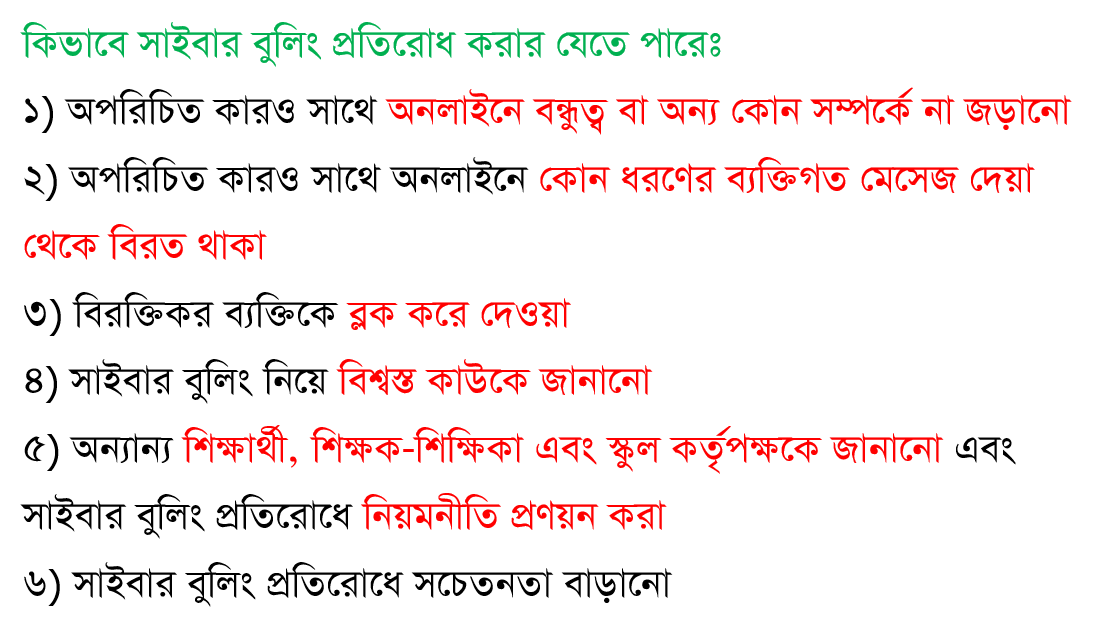 কিভাবে সাইবার বুলিং প্রতিরোধ করার যেতে পারেঃ
১) অপরিচিত কারও সাথে অনলাইনে বন্ধুত্ব বা অন্য কোন সম্পর্কে না জড়ানো
২) অপরিচিত কারও সাথে অনলাইনে কোন ধরণের ব্যক্তিগত মেসেজ দেয়া
থেকে বিরত থাকা
৩) বিরক্তিকর ব্যক্তিকে ব্লক করে দেওয়া
৪) সাইবার বুলিং নিয়ে বিশ্বস্ত কাউকে জানানো
৫) অন্যান্য শিক্ষার্থী, শিক্ষক-শিক্ষিকা এবং স্কুল কর্তৃপক্ষকে জানানো এবং
সাইবার বুলিং প্রতিরোধে নিয়মনীতি প্রণয়ন করা
৬) সাইবার বুলিং প্রতিরোধে সচেতনতা বাড়ানো